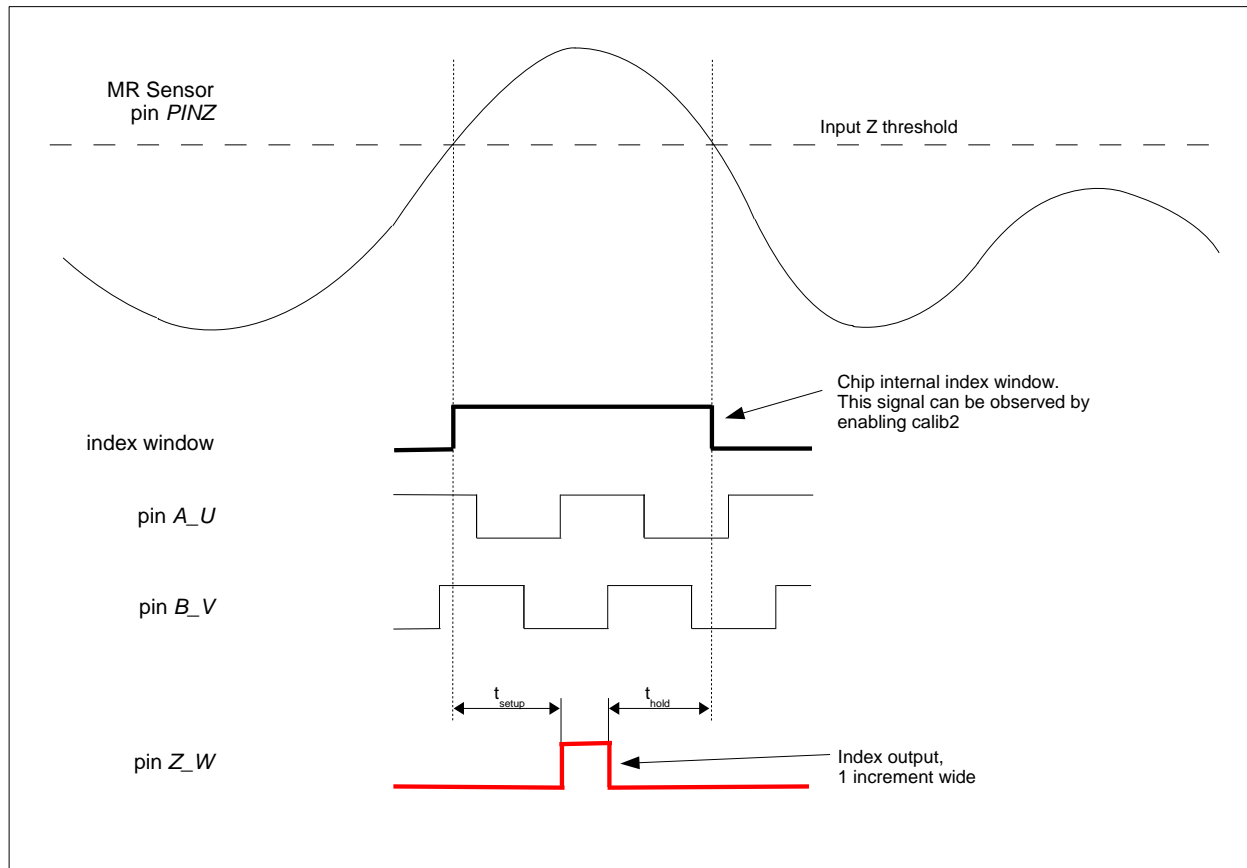 MR Sensor
pin PINZ
Input Z threshold
Chip internal index window.
This signal can be observed by
enabling calib2
index window
pin A_U
pin B_V
t setup
t hold
pin Z_W
Index output,
1 increment wide